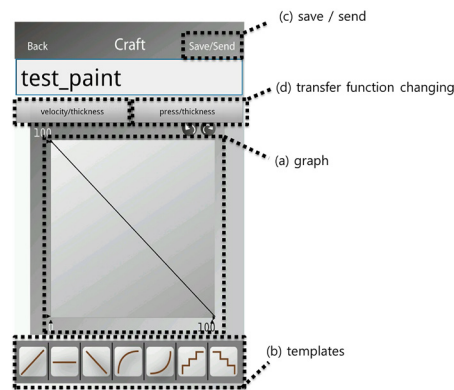 (c) save / send
Back Craft Save/Send
test_paint
(d) transfer function changing
velocity/thickness press/thickness
100
(a) graph
0 100
(b) templates